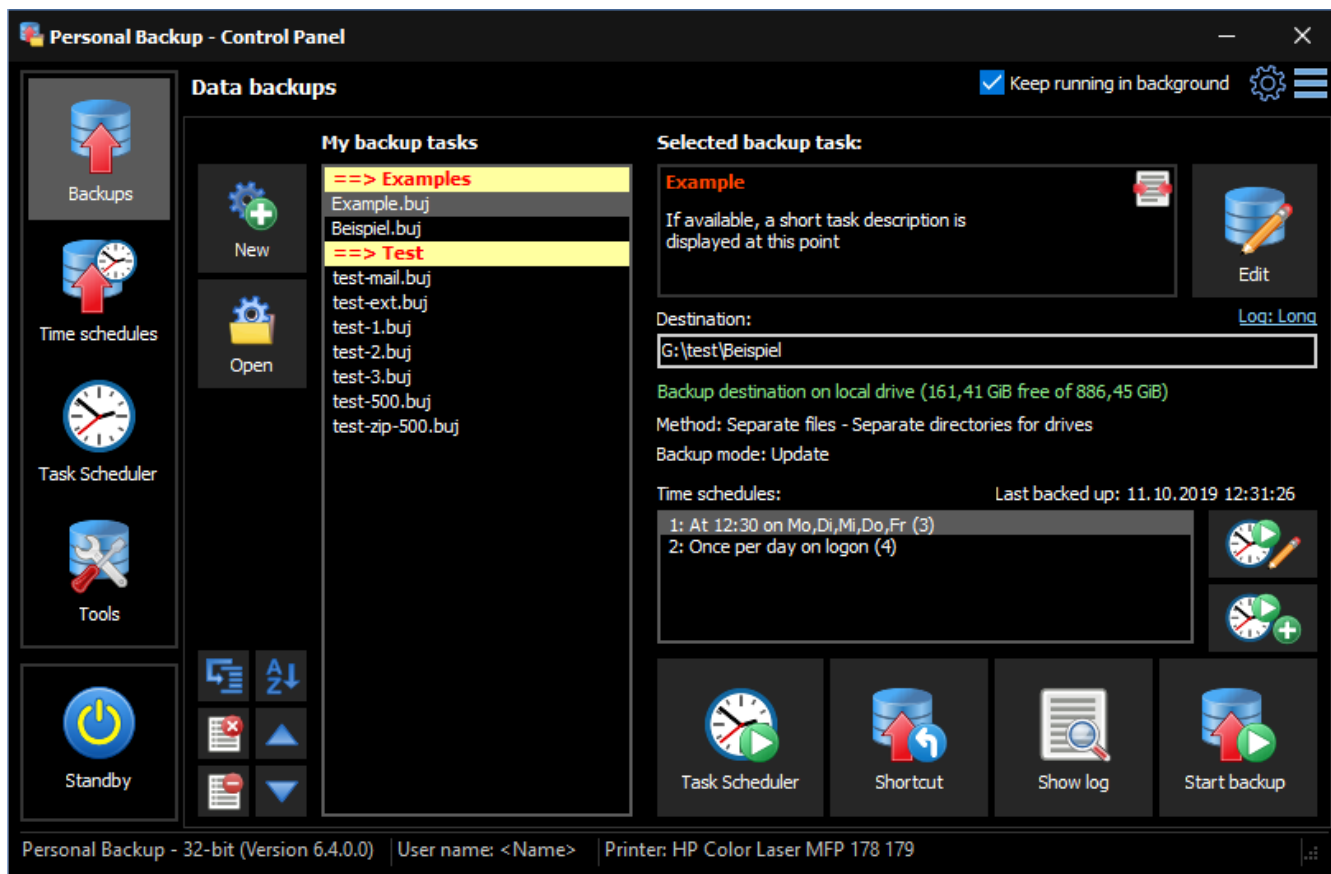 Personal Backup - Control Panel
Data backups
Keep running in background
Backups
Time schedules
Task Scheduler
Tools
Standby
New
Open
My backup tasks
==> Examples
Example.buj
Beispiel.buj
==> Test
test-mail.buj
test-ext.buj
test-1.buj
test-2.buj
test-3.buj
test-500.buj
test-zip-500.buj
A
Z
Selected backup task:
Example
If available, a short task description is
displayed at this point
Edit
Destination:
Log: Long
G:\test\Beispiel
Backup destination on local drive (161,41 GiB free of 886,45 GiB)
Method: Separate files - Separate directories for drives
Backup mode: Update
Time schedules:
Last backed up: 11.10.2019 12:31:26
1: At 12:30 on Mo,Di,Mi,Do,Fr (3)
2: Once per day on logon (4)
Task Scheduler
Shortcut
Show log
Start backup
Personal Backup - 32-bit (Version 6.4.0.0)
User name: <Name>
Printer: HP Color Laser MFP 178 179